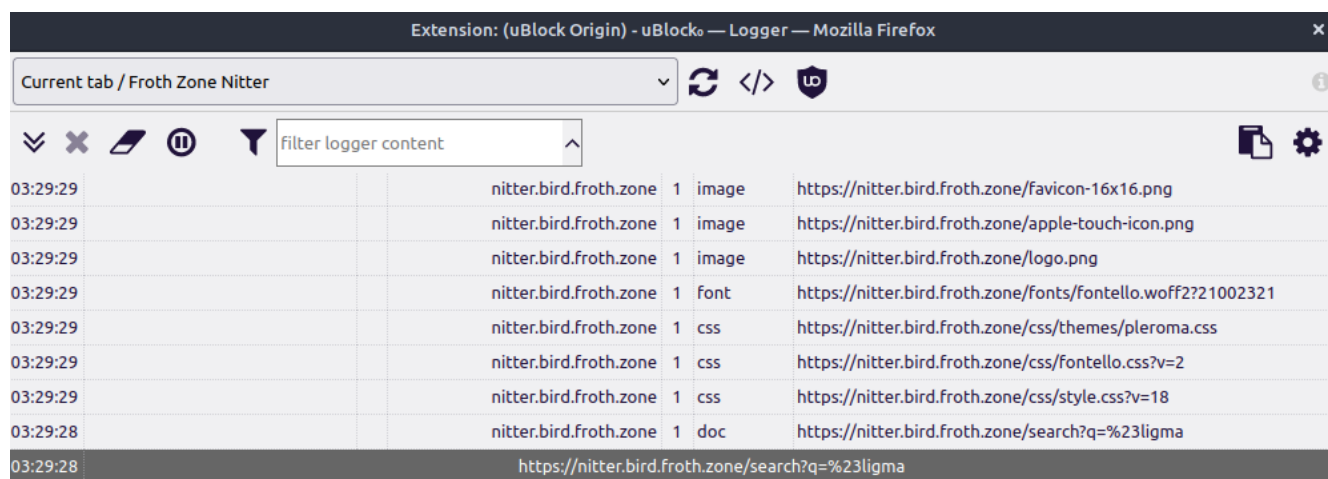 Extension: (uBlock Origin) - uBlock₀ — Logger — Mozilla Firefox ×
Current tab / Froth Zone Nitter </> uo i
filter logger content
03:29:29 nitter.bird.froth.zone 1 image https://nitter.bird.froth.zone/favicon-16x16.png
03:29:29 nitter.bird.froth.zone 1 image https://nitter.bird.froth.zone/apple-touch-icon.png
03:29:29 nitter.bird.froth.zone 1 image https://nitter.bird.froth.zone/logo.png
03:29:29 nitter.bird.froth.zone 1 font https://nitter.bird.froth.zone/fonts/fontello.woff2?21002321
03:29:29 nitter.bird.froth.zone 1 css https://nitter.bird.froth.zone/css/themes/pleroma.css
03:29:29 nitter.bird.froth.zone 1 css https://nitter.bird.froth.zone/css/fontello.css?v=2
03:29:29 nitter.bird.froth.zone 1 css https://nitter.bird.froth.zone/css/style.css?v=18
03:29:28 nitter.bird.froth.zone 1 doc https://nitter.bird.froth.zone/search?q=%23ligma
03:29:28 https://nitter.bird.froth.zone/search?q=%23ligma